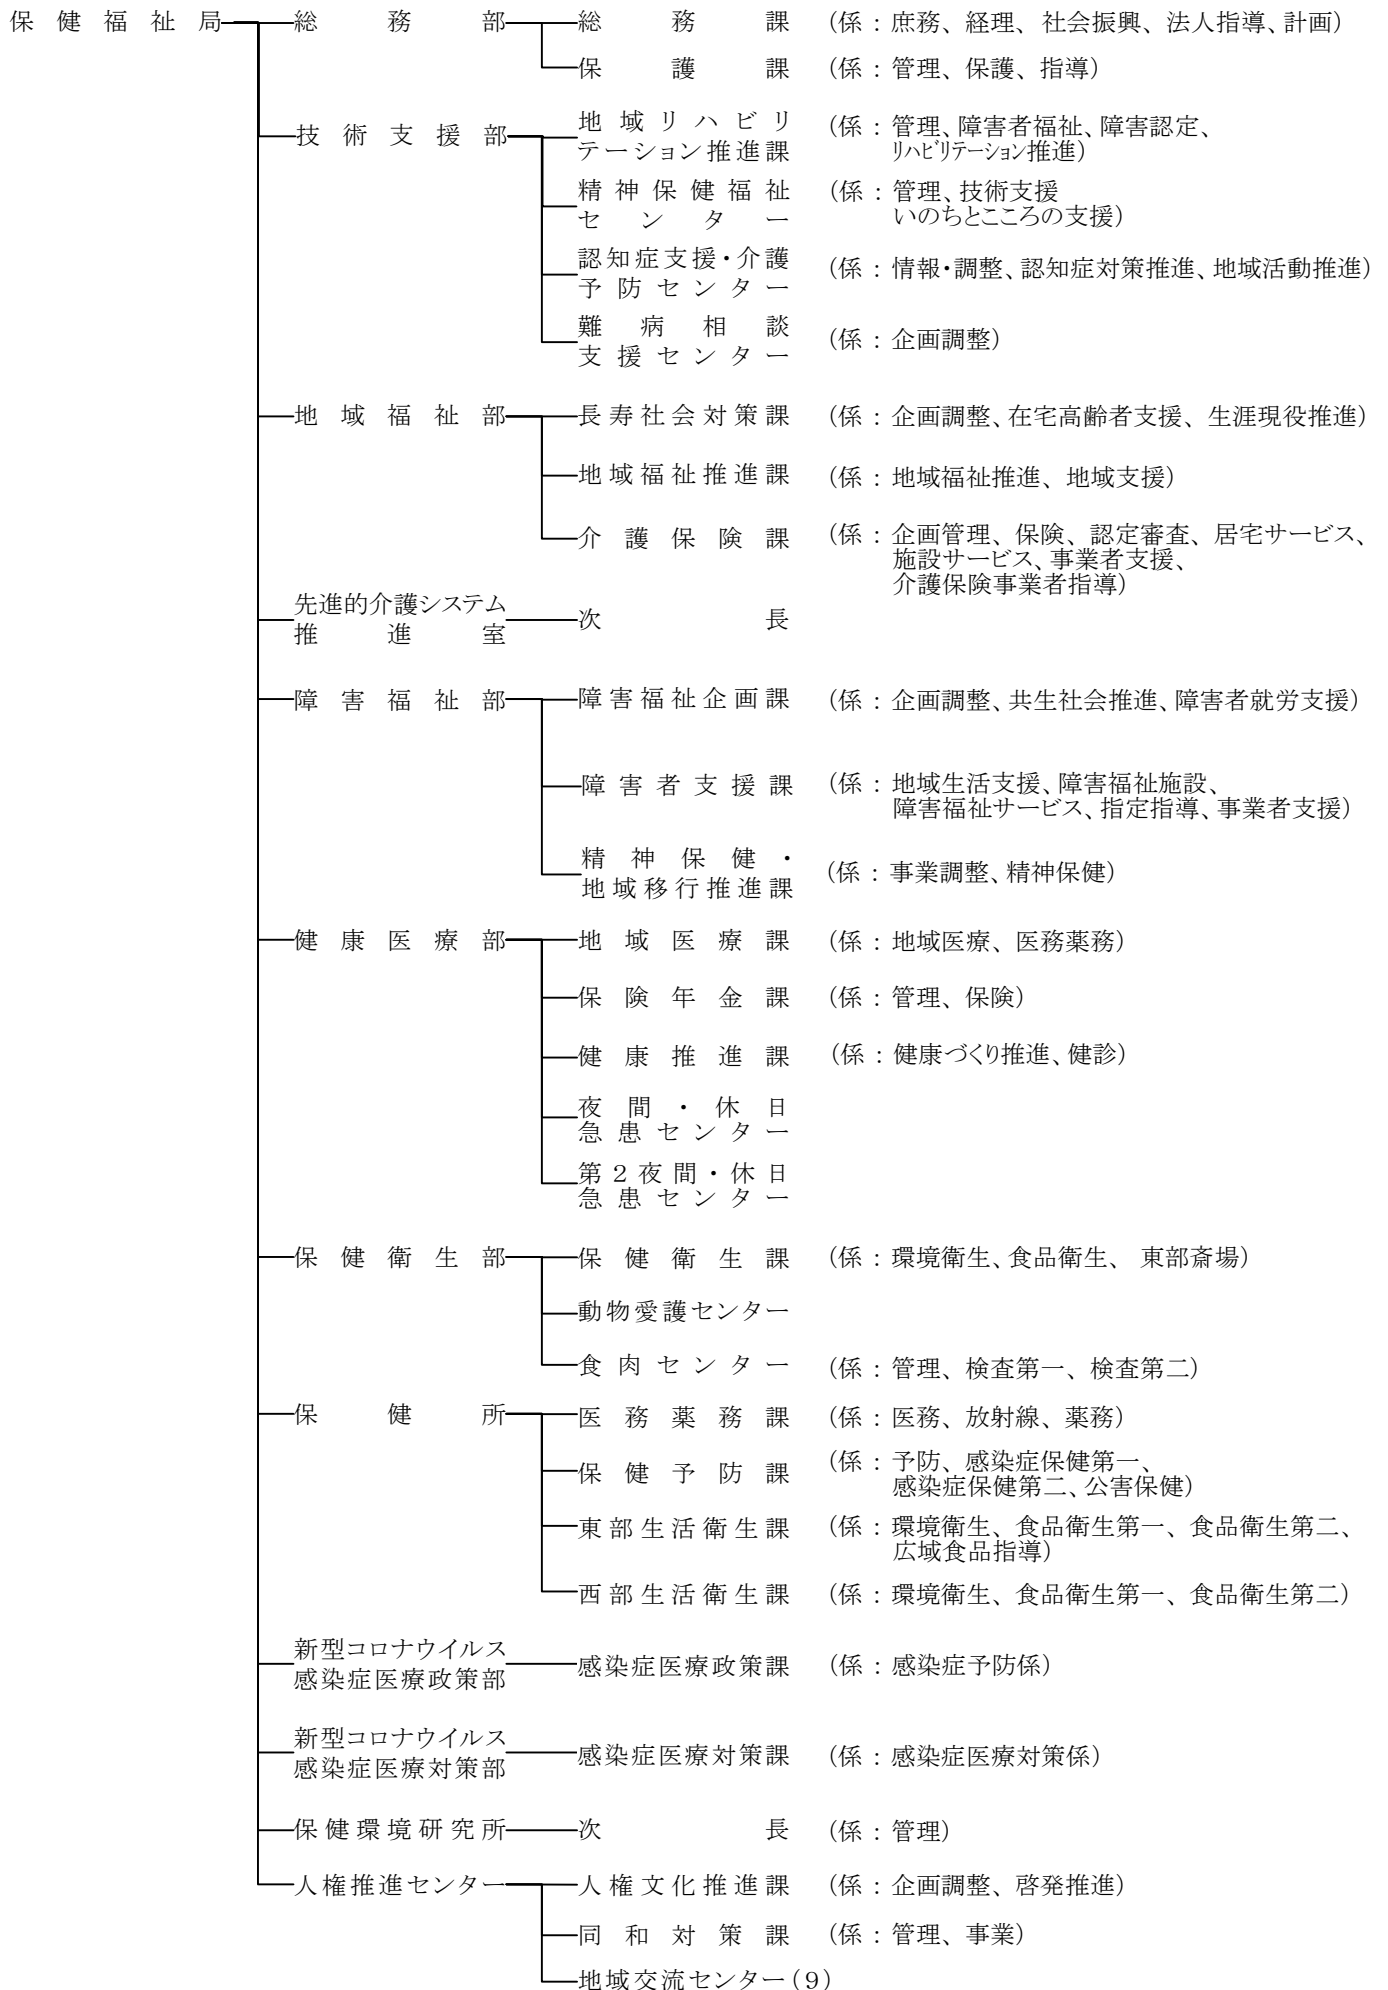 保健福祉局 総務部 総務課 (係：庶務、経理、社会振興、法人指導、計画)
保護課 (係：管理、保護、指導)
技術支援部 地域リハビリ (係：管理、障害者福祉、障害認定、
テーション推進課 リハビリテーション推進)
精神保健福祉 (係：管理、技術支援
センター いのちとこころの支援)
認知症支援・介護 (係：情報・調整、認知症対策推進、地域活動推進)
予防センター
難病相談 (係：企画調整)
支援センター
地域福祉部 長寿社会対策課 (係：企画調整、在宅高齢者支援、生涯現役推進)
地域福祉推進課 (係：地域福祉推進、地域支援)
介護保険課 (係：企画管理、保険、認定審査、居宅サービス、
施設サービス、事業者支援、
介護保険事業者指導)
先進的介護システム 次長
推進室
障害福祉部 障害福祉企画課 (係：企画調整、共生社会推進、障害者就労支援)
障害者支援課 (係：地域生活支援、障害福祉施設、
障害福祉サービス、指定指導、事業者支援)
精神保健・ (係：事業調整、精神保健)
地域移行推進課
健康医療部 地域医療課 (係：地域医療、医務薬務)
保険年金課 (係：管理、保険)
健康推進課 (係：健康づくり推進、健診)
夜間・休日
急患センター
第２夜間・休日
急患センター
保健衛生部 保健衛生課 (係：環境衛生、食品衛生、東部斎場)
動物愛護センター
食肉センター (係：管理、検査第一、検査第二)
保健所 医務薬務課 (係：医務、放射線、薬務)
保健予防課 (係：予防、感染症保健第一、
感染症保健第二、公害保健)
東部生活衛生課 (係：環境衛生、食品衛生第一、食品衛生第二、
広域食品指導)
西部生活衛生課 (係：環境衛生、食品衛生第一、食品衛生第二)
新型コロナウイルス 感染症医療政策課 (係：感染症予防係)
感染症医療政策部
新型コロナウイルス 感染症医療対策課 (係：感染症医療対策係)
感染症医療対策部
保健環境研究所 次長 (係：管理)
人権推進センター 人権文化推進課 (係：企画調整、啓発推進)
同和対策課 (係：管理、事業)
地域交流センター(９)